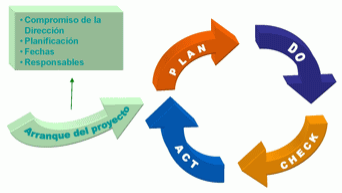 • Compromiso de la
Dirección
• Planificación
• Fechas
• Responsables
Arranque del proyecto
PLAN
DO
CHECK
ACT